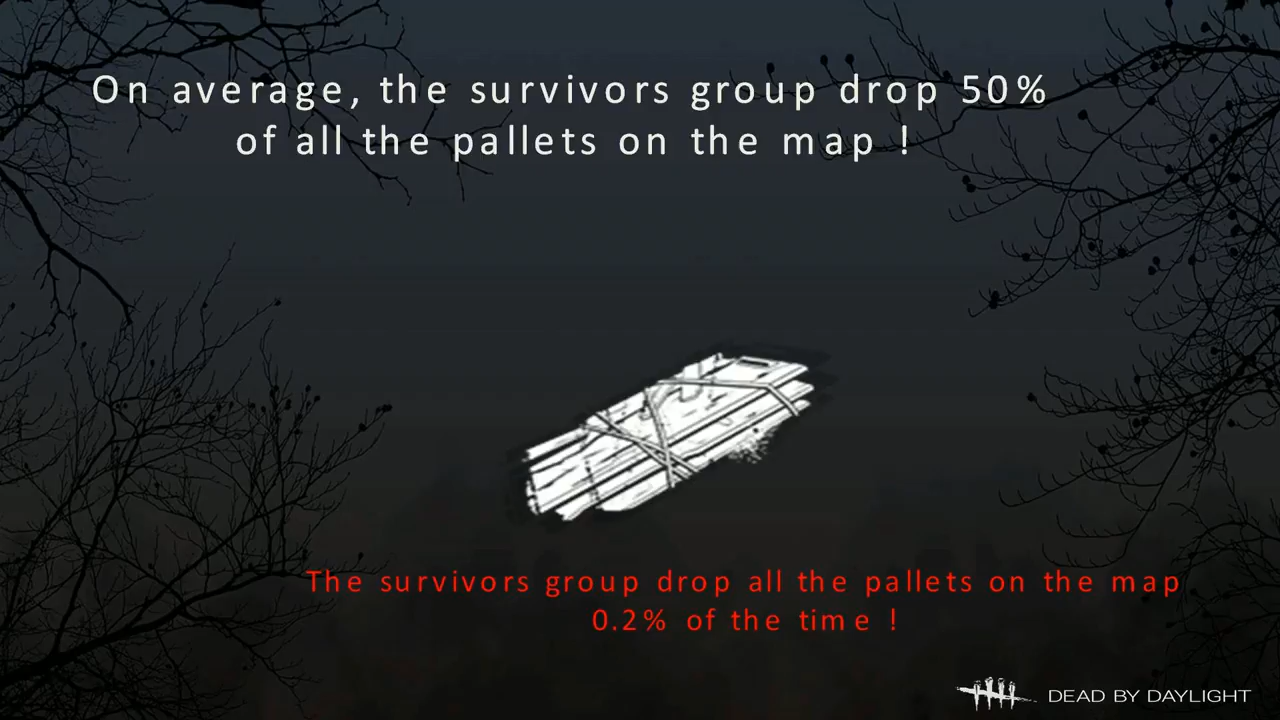 On average, the survivors group drop 50%
of all the pallets on the map !
The survivors group drop all the pallets on the map
0.2% of the time !
DEAD BY DAYLIGHT